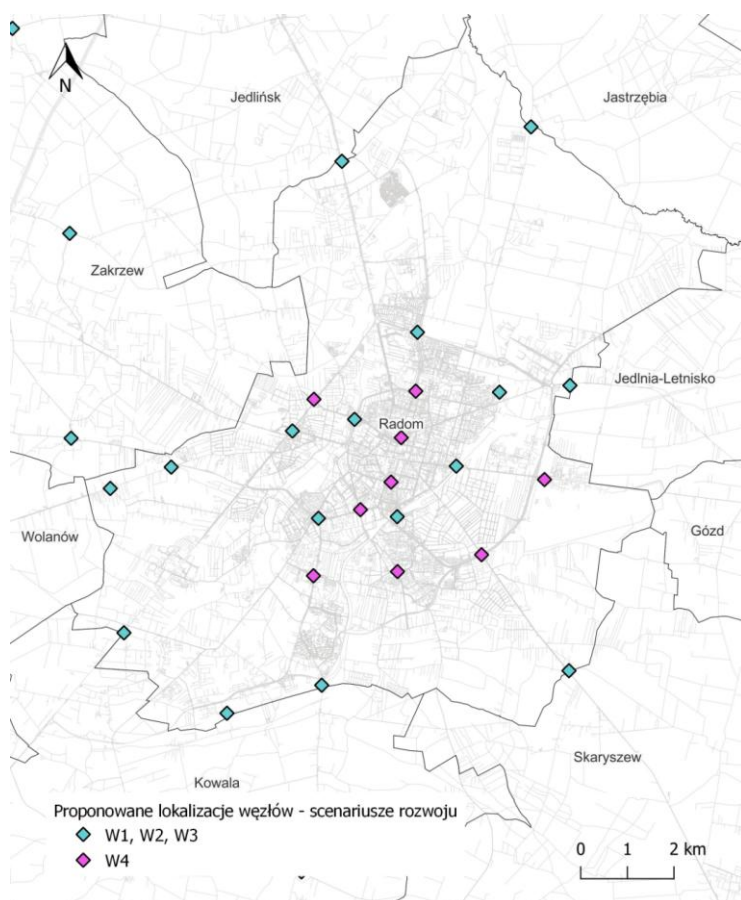 N
Jedlińsk
Jastrzębia
Zakrzew
Jedlnia-Letnisko
Radom
Wolanów
Gózd
Skaryszew
Kowala
Proponowane lokalizacje węzłów - scenariusze rozwoju
W1, W2, W3
W4
0 1 2 km